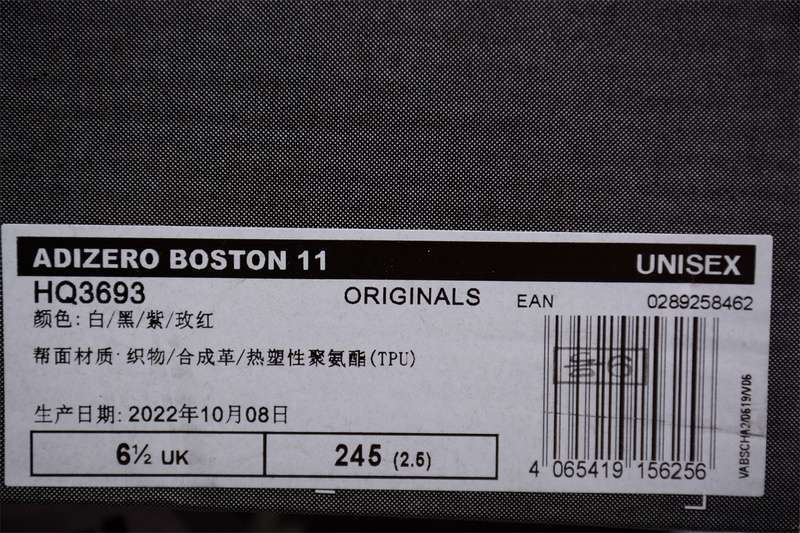 ADIZERO BOSTON 11 UNISEX
HQ3693 ORIGINALS EAN 0289258462
颜色: 白/黑/紫/玫红
帮面材质: 织物/合成革/热塑性聚氨酯(TPU)
生产日期: 2022年10月08日
6½ UK 245 (2.5)
4 065419 156256
VABSCHA2/0619/V06